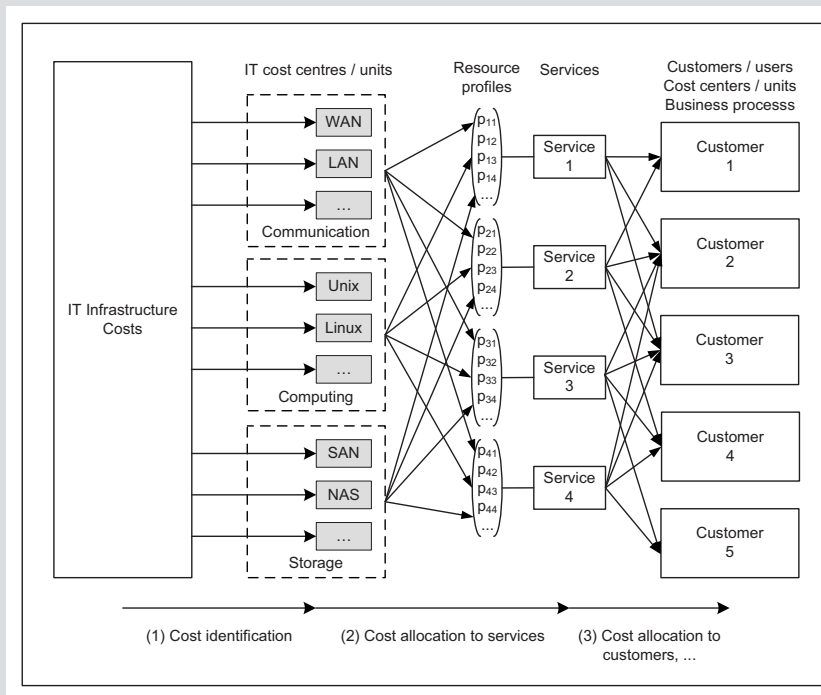 IT cost centres / units
Resource
profiles
Services
Customers / users
Cost centers / units
Business processs
IT Infrastructure
Costs
WAN
LAN
...
Communication
Unix
Linux
...
Computing
SAN
NAS
...
Storage
p11
p12
p13
p14
...
p21
p22
p23
p24
...
p31
p32
p33
p34
...
p41
p42
p43
p44
...
Service
1
Service
2
Service
3
Service
4
Customer
1
Customer
2
Customer
3
Customer
4
Customer
5
(1) Cost identification
(2) Cost allocation to services
(3) Cost allocation to
customers, ...